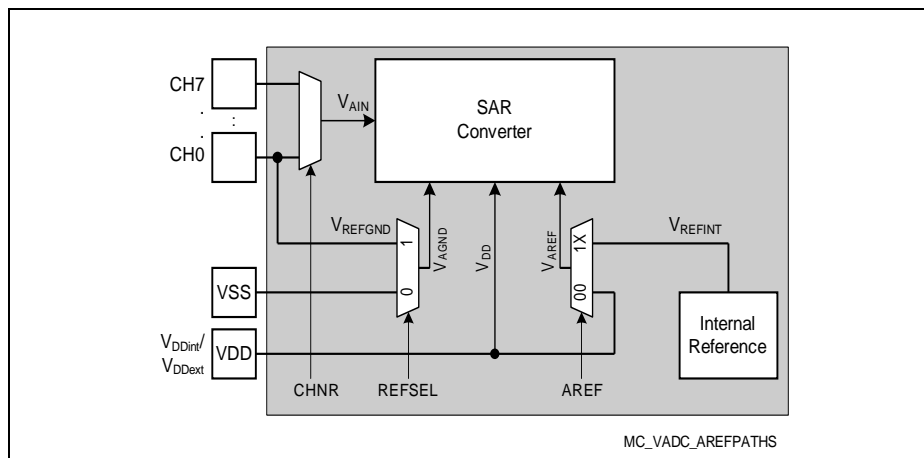 CH7
.
:
.
CH0
V_AIN
SAR
Converter
V_REFGND
1
0
V_AGND
V_DD
V_AREF
1X
00
V_REFINT
VSS
V_DDint/
V_DDext
VDD
Internal
Reference
CHNR
REFSEL
AREF
MC_VADC_AREFPATHS